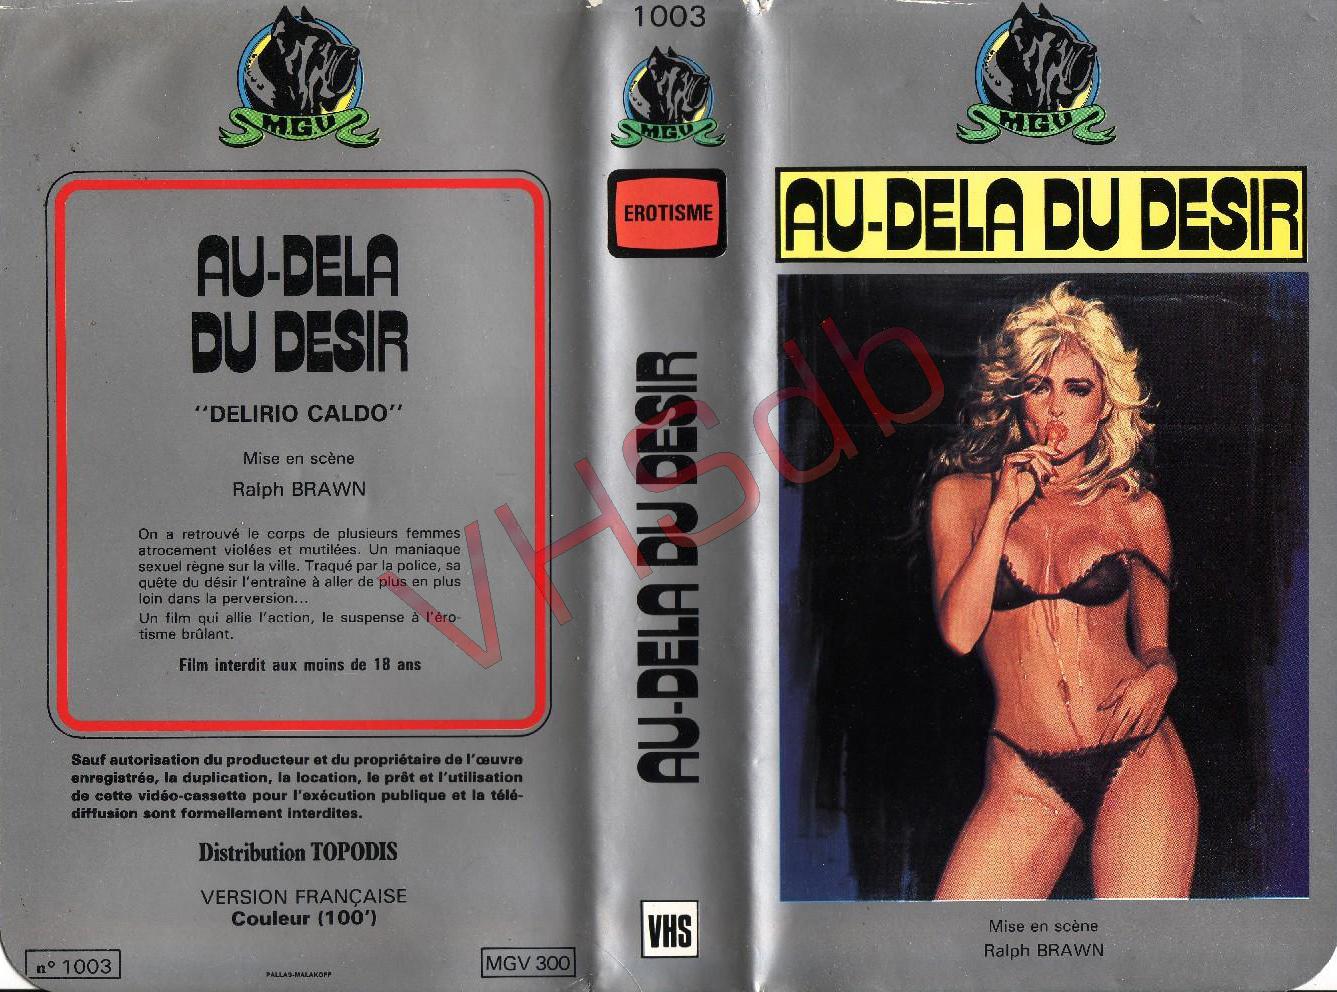 MGV
AU-DELA
DU DESIR
"DELIRIO CALDO"
Mise en scène
Ralph BRAWN
On a retrouvé le corps de plusieurs femmes
atrocement violées et mutilées. Un maniaque
sexuel règne sur la ville. Traqué par la police, sa
quête du désir l'entraîne à aller de plus en plus
loin dans la perversion...
Un film qui allie l'action, le suspense à l'éro-
tisme brûlant.
Film interdit aux moins de 18 ans
Sauf autorisation du producteur et du propriétaire de l'œuvre
enregistrée, la duplication, la location, le prêt et l'utilisation
de cette vidéo-cassette pour l'exécution publique et la télé-
diffusion sont formellement interdites.
Distribution TOPODIS
VERSION FRANÇAISE
Couleur (100')
n° 1003
PALLAS-MALAKOFF
MGV 300
1003
MGV
EROTISME
AU-DELA DU DESIR
VHS
MGV
AU-DELA DU DESIR
Mise en scène
Ralph BRAWN
VHSdb